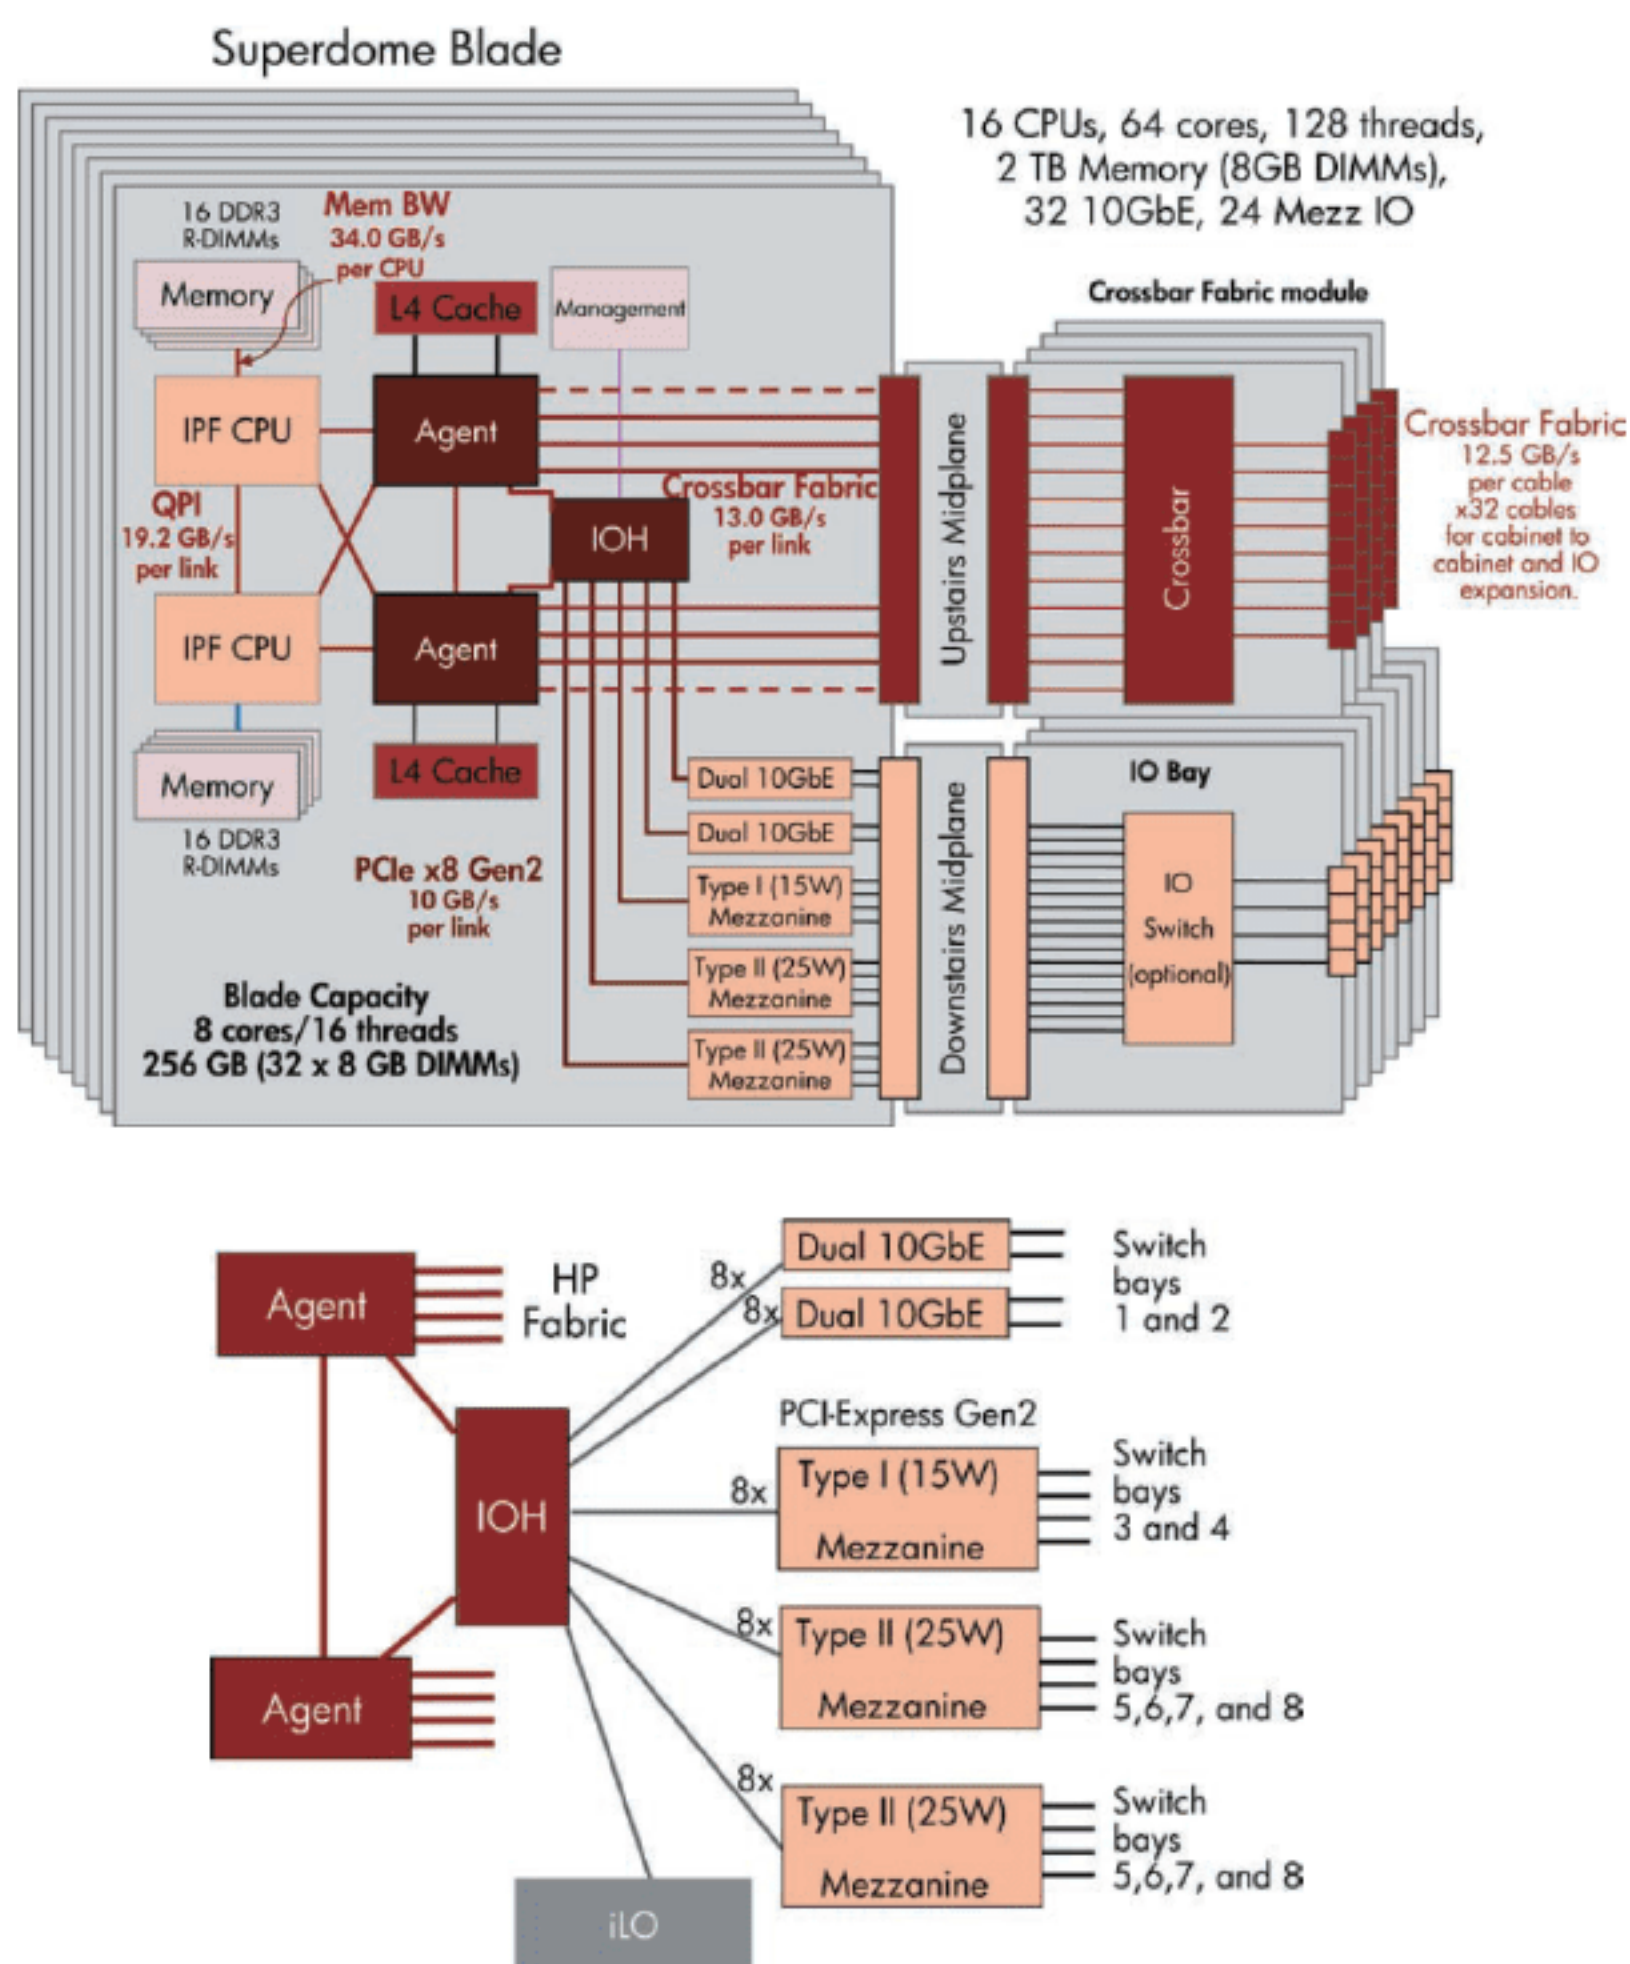 Superdome Blade
16 CPUs, 64 cores, 128 threads,
2 TB Memory (8GB DIMMs),
32 10GbE, 24 Mezz IO
16 DDR3
R-DIMMs
Mem BW
34.0 GB/s
per CPU
Memory
L4 Cache
Management
Crossbar Fabric module
IPF CPU
Agent
QPI
19.2 GB/s
per link
IOH
Crossbar Fabric
13.0 GB/s
per link
Upstairs Midplane
Crossbar
Crossbar Fabric
12.5 GB/s
per cable
x32 cables
for cabinet to
cabinet and IO
expansion.
IPF CPU
Agent
Memory
16 DDR3
R-DIMMs
L4 Cache
PCIe x8 Gen2
10 GB/s
per link
Dual 10GbE
Dual 10GbE
Type I (15W)
Mezzanine
Type II (25W)
Mezzanine
Type II (25W)
Mezzanine
Downstairs Midplane
IO Bay
IO
Switch
(optional)
Blade Capacity
8 cores/16 threads
256 GB (32 x 8 GB DIMMs)
Agent
HP
Fabric
8x
Dual 10GbE
8x
Dual 10GbE
Switch
bays
1 and 2
PCI-Express Gen2
IOH
8x
Type I (15W)
Mezzanine
Switch
bays
3 and 4
8x
Type II (25W)
Mezzanine
Switch
bays
5,6,7, and 8
Agent
8x
Type II (25W)
Mezzanine
Switch
bays
5,6,7, and 8
iLO